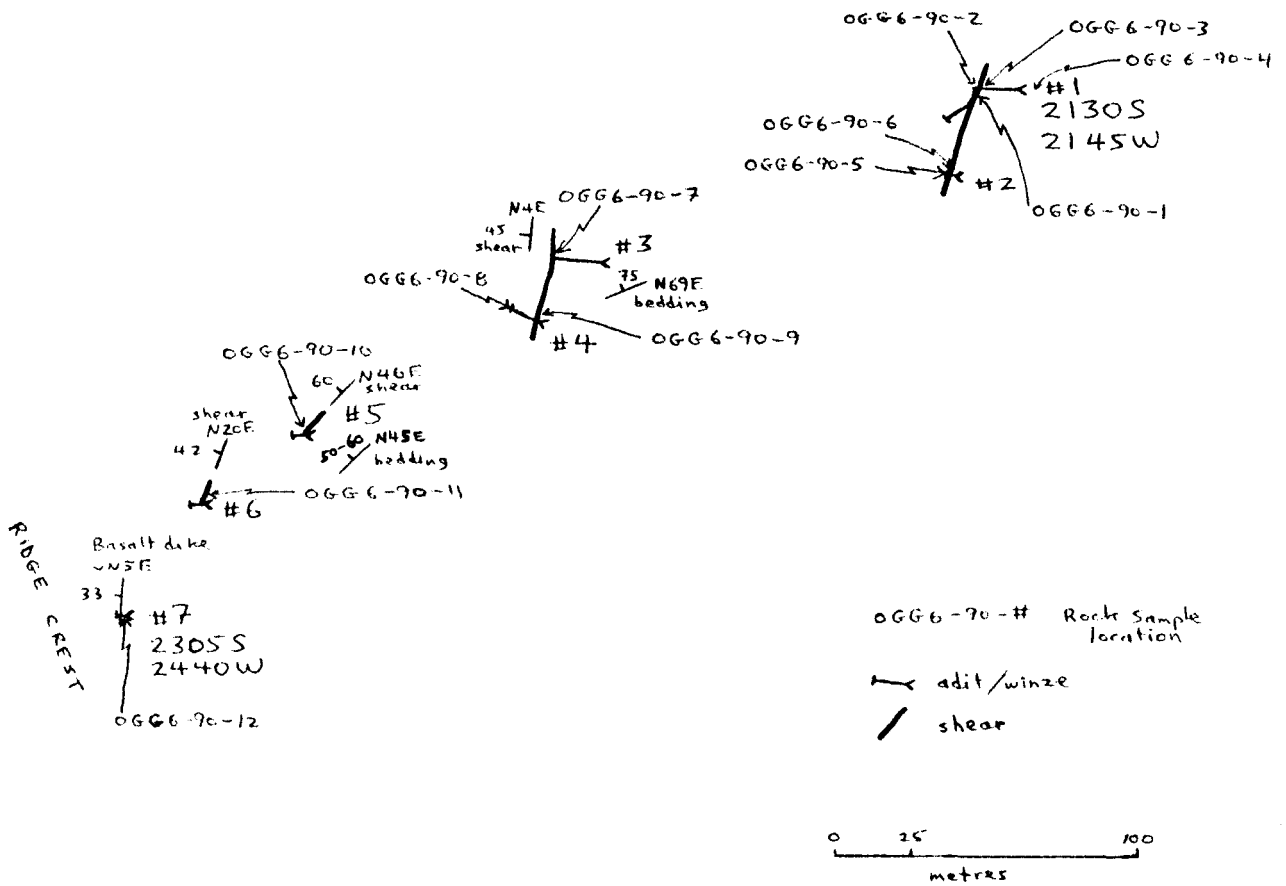 OGG6-90-2
OGG6-90-3
OGG6-90-4
#1
2130S
2145W
OGG6-90-6
OGG6-90-5
#2
OGG6-90-1
N4E
45
shear
OGG6-90-7
#3
75
N69E
bedding
OGG6-90-8
#4
OGG6-90-9
OGG6-90-10
60
N46E
shear
#5
50-60
N45E
bedding
shear
N20E
42
OGG6-90-11
#6
RIDGE CREST
Basalt dike
~N5E
33
#7
2305S
2440W
OGG6-90-12
OGG6-90-# Rock Sample
location
adit/winze
shear
0 25 100
metres